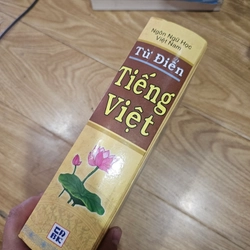 Ngôn Ngữ Học
Việt Nam
Từ Điển
Tiếng
Việt